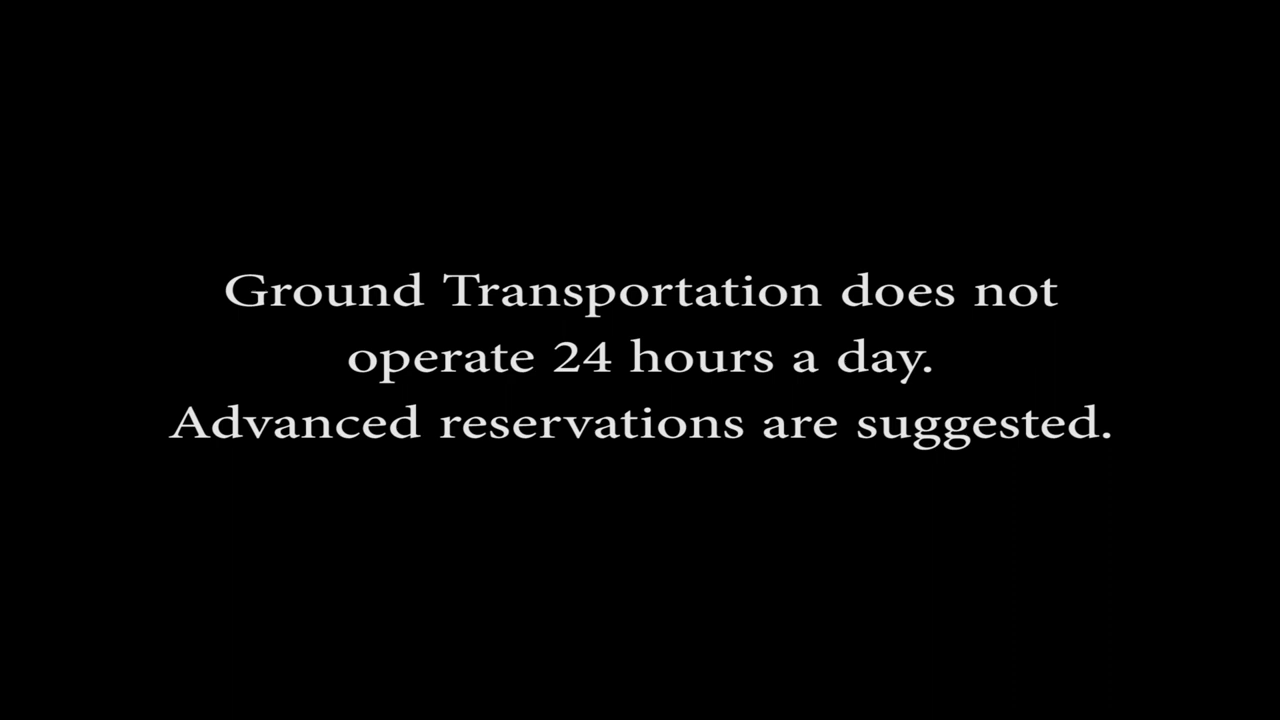 Ground Transportation does not
operate 24 hours a day.
Advanced reservations are suggested.